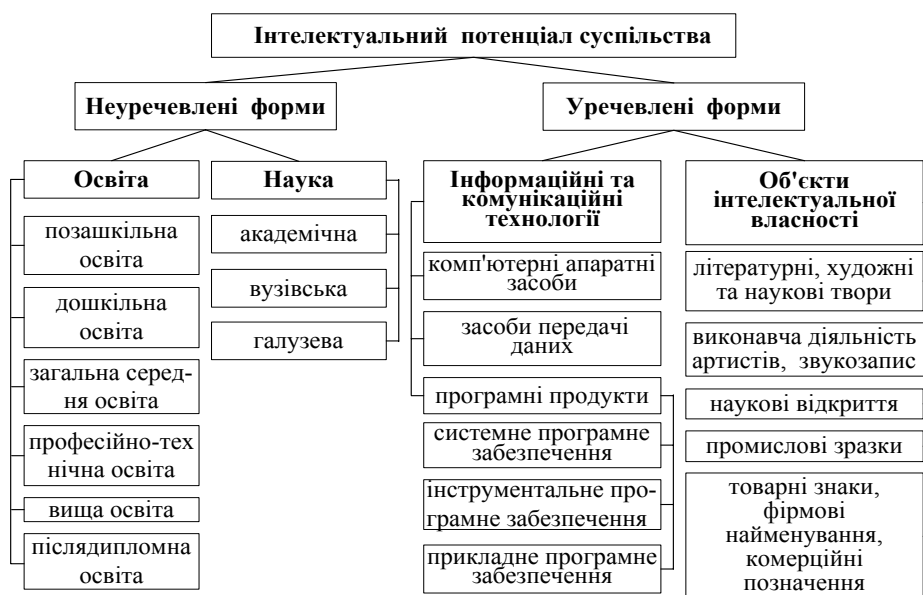 Інтелектуальний потенціал суспільства
Неуречевлені форми
Уречевлені форми
Освіта
позашкільна
освіта
дошкільна
освіта
загальна серед-
ня освіта
професійно-тех
нічна освіта
вища освіта
післядипломна
освіта
Наука
академічна
вузівська
галузева
Інформаційні та
комунікаційні
технології
комп'ютерні апаратні
засоби
засоби передачі
даних
програмні продукти
системне програмне
забезпечення
інструментальне про-
грамне забезпечення
прикладне програмне
забезпечення
Об'єкти
інтелектуальної
власності
літературні, художні
та наукові твори
виконавча діяльність
артистів, звукозапис
наукові відкриття
промислові зразки
товарні знаки,
фірмові
найменування,
комерційні
позначення